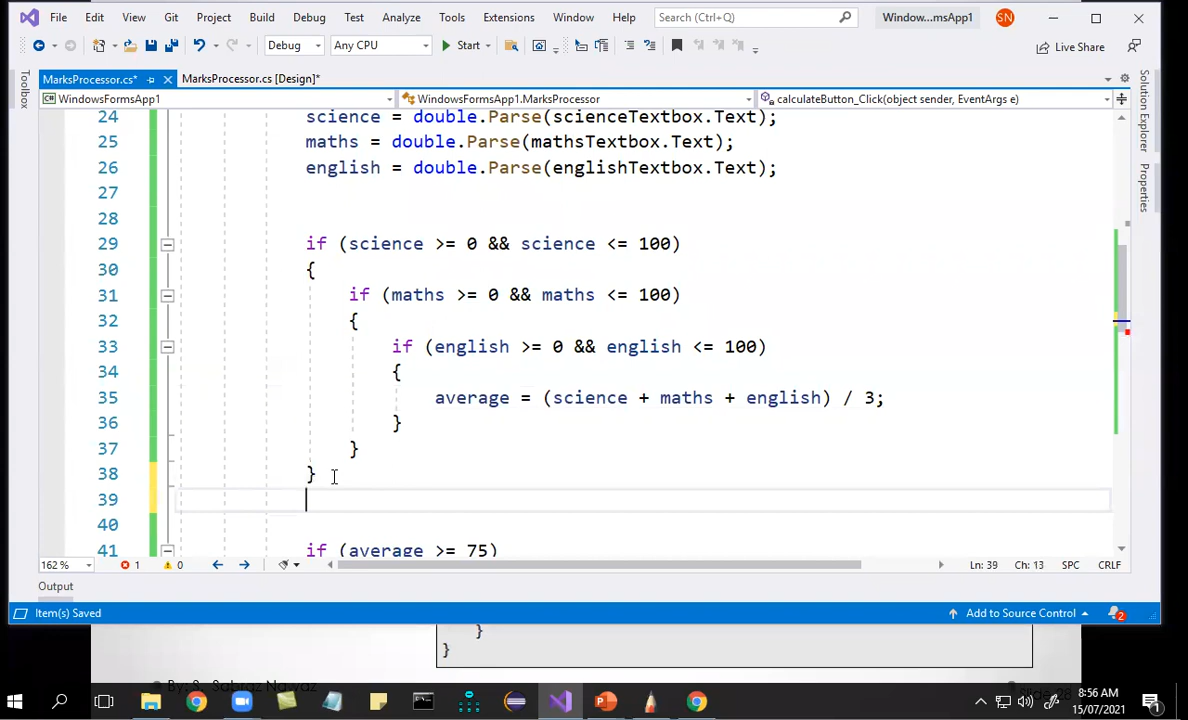 File Edit View Git Project Build Debug Test Analyze Tools Extensions Window Help Search (Ctrl+Q) Window...msApp1 SN
Debug Any CPU Start Live Share
MarksProcessor.cs* MarksProcessor.cs [Design]*
WindowsFormsApp1 WindowsFormsApp1.MarksProcessor calculateButton_Click(object sender, EventArgs e)
Toolbox
Solution Explorer
Properties
24 science = double.Parse(scienceTextbox.Text);
25 maths = double.Parse(mathsTextbox.Text);
26 english = double.Parse(englishTextbox.Text);
27
28
29 if (science >= 0 && science <= 100)
30 {
31 if (maths >= 0 && maths <= 100)
32 {
33 if (english >= 0 && english <= 100)
34 {
35 average = (science + maths + english) / 3;
36 }
37 }
38 }
39
40
41 if (average >= 75)
162 % 1 0 Ln: 39 Ch: 13 SPC CRLF
Output
Item(s) Saved Add to Source Control 2
}
}
By: S. Sabraz Nawaz Slide 28
8:56 AM
15/07/2021
1